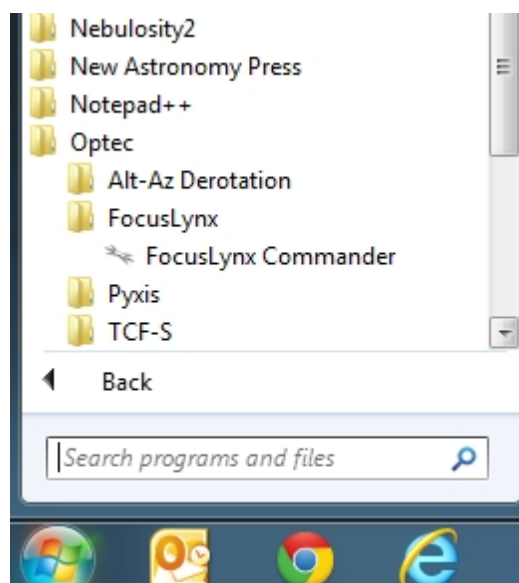 Nebulosity2
New Astronomy Press
Notepad++
Optec
Alt-Az Derotation
FocusLynx
FocusLynx Commander
Pyxis
TCF-S
Back
Search programs and files